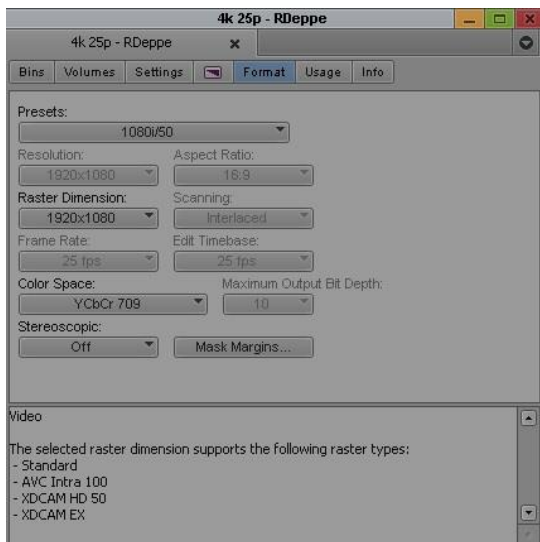 4k 25p - RDeppe
4k 25p - RDeppe
Bins Volumes Settings Format Usage Info
Presets:
1080i/50
Resolution: Aspect Ratio:
1920x1080 16:9
Raster Dimension: Scanning:
1920x1080 Interlaced
Frame Rate: Edit Timebase:
25 fps 25 fps
Color Space: Maximum Output Bit Depth:
YCbCr 709 10
Stereoscopic:
Off Mask Margins...
Video
The selected raster dimension supports the following raster types:
- Standard
- AVC Intra 100
- XDCAM HD 50
- XDCAM EX